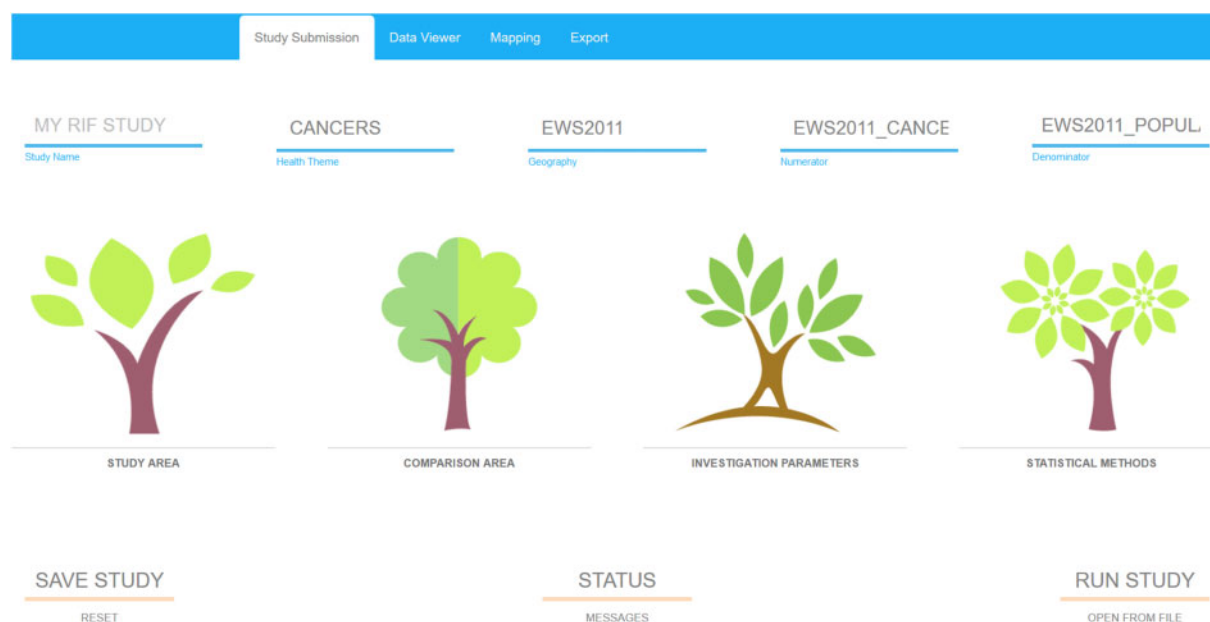 Study Submission Data Viewer Mapping Export
MY RIF STUDY CANCERS EWS2011 EWS2011_CANCE EWS2011_POPUL
Study Name Health Theme Geography Numerator Denominator
STUDY AREA COMPARISON AREA INVESTIGATION PARAMETERS STATISTICAL METHODS
SAVE STUDY STATUS RUN STUDY
RESET MESSAGES OPEN FROM FILE